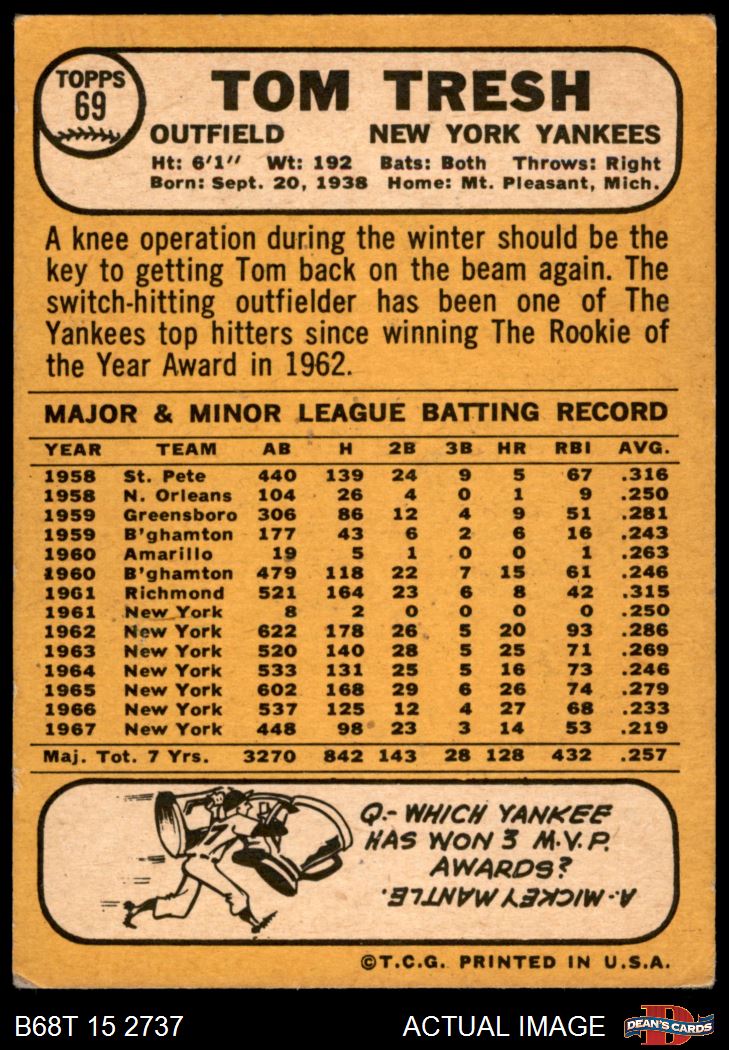 TOPPS
69
TOM TRESH
OUTFIELD NEW YORK YANKEES
Ht: 6'1" Wt: 192 Bats: Both Throws: Right
Born: Sept. 20, 1938 Home: Mt. Pleasant, Mich.
A knee operation during the winter should be the
key to getting Tom back on the beam again. The
switch-hitting outfielder has been one of The
Yankees top hitters since winning The Rookie of
the Year Award in 1962.
MAJOR & MINOR LEAGUE BATTING RECORD
YEAR TEAM AB H 2B 3B HR RBI AVG.
1958 St. Pete 440 139 24 9 5 67 .316
1958 N. Orleans 104 26 4 0 1 9 .250
1959 Greensboro 306 86 12 4 9 51 .281
1959 B'ghamton 177 43 6 2 6 16 .243
1960 Amarillo 19 5 1 0 0 1 .263
1960 B'ghamton 479 118 22 7 15 61 .246
1961 Richmond 521 164 23 6 8 42 .315
1961 New York 8 2 0 0 0 0 .250
1962 New York 622 178 26 5 20 93 .286
1963 New York 520 140 28 5 25 71 .269
1964 New York 533 131 25 5 16 73 .246
1965 New York 602 168 29 6 26 74 .279
1966 New York 537 125 12 4 27 68 .233
1967 New York 448 98 23 3 14 53 .219
Maj. Tot. 7 Yrs. 3270 842 143 28 128 432 .257
7
Q.- WHICH YANKEE
HAS WON 3 M.V.P.
AWARDS?
A.-MICKEY MANTLE.
©T.C.G. PRINTED IN U.S.A.
B68T 15 2737 ACTUAL IMAGE
D
DEAN'S CARDS